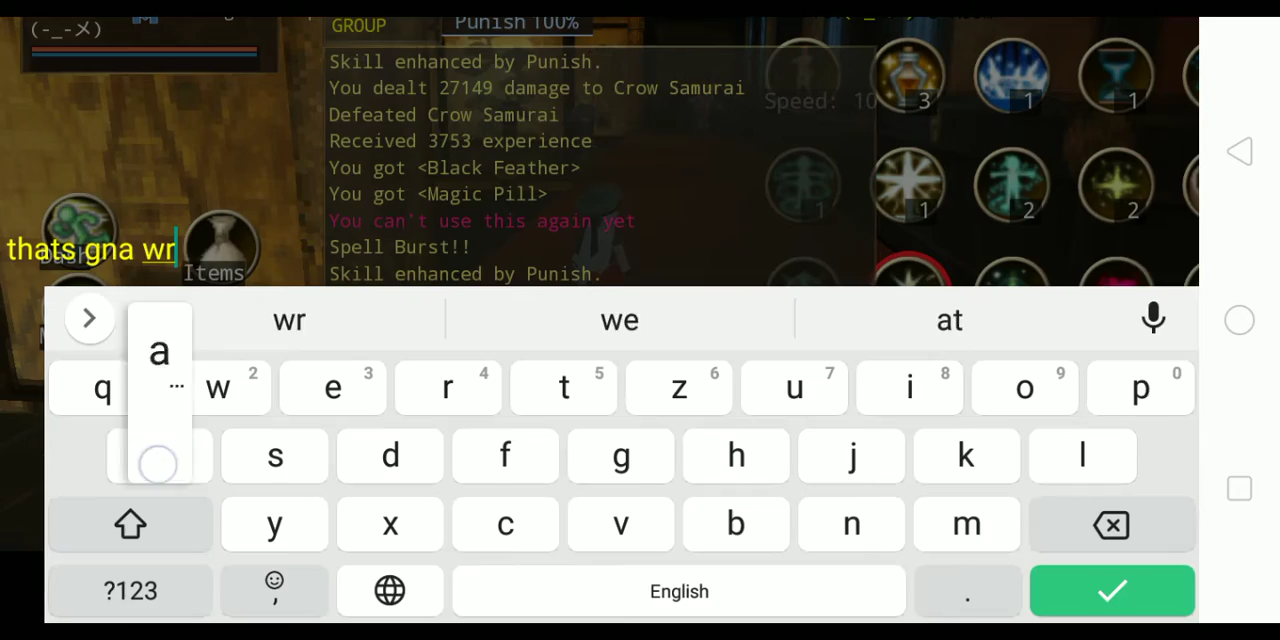 (-_-メ)
GROUP
Punish 100%
Skill enhanced by Punish.
You dealt 27149 damage to Crow Samurai
Defeated Crow Samurai
Received 3753 experience
You got <Black Feather>
You got <Magic Pill>
You can't use this again yet
Spell Burst!!
Skill enhanced by Punish.
Speed: 10
3
1
1
1
1
2
2
thats gna wr
Dash
Items
wr
we
at
a
...
q w 2 e 3 r 4 t 5 z 6 u 7 i 8 o 9 p 0
s d f g h j k l
y x c v b n m
?123 , English .